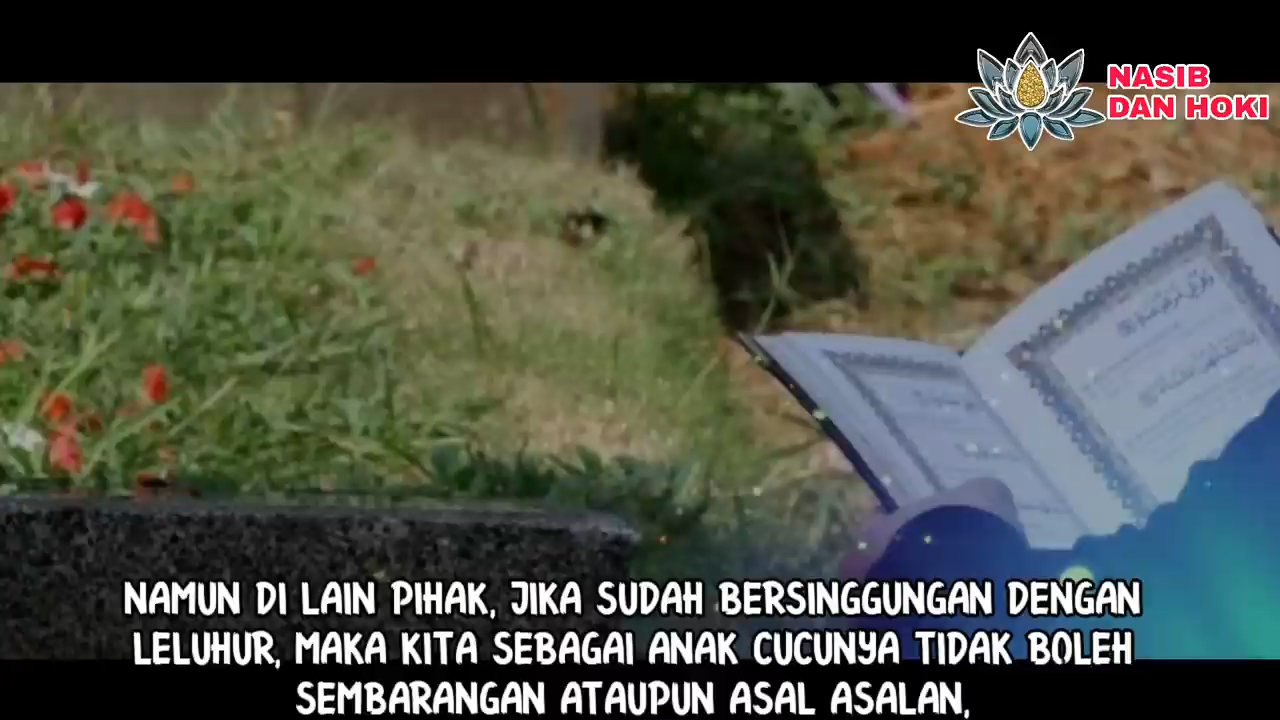 NASIB
DAN HOKI
NAMUN DI LAIN PIHAK, JIKA SUDAH BERSINGGUNGAN DENGAN
LELUHUR, MAKA KITA SEBAGAI ANAK CUCUNYA TIDAK BOLEH
SEMBARANGAN ATAUPUN ASAL ASALAN,